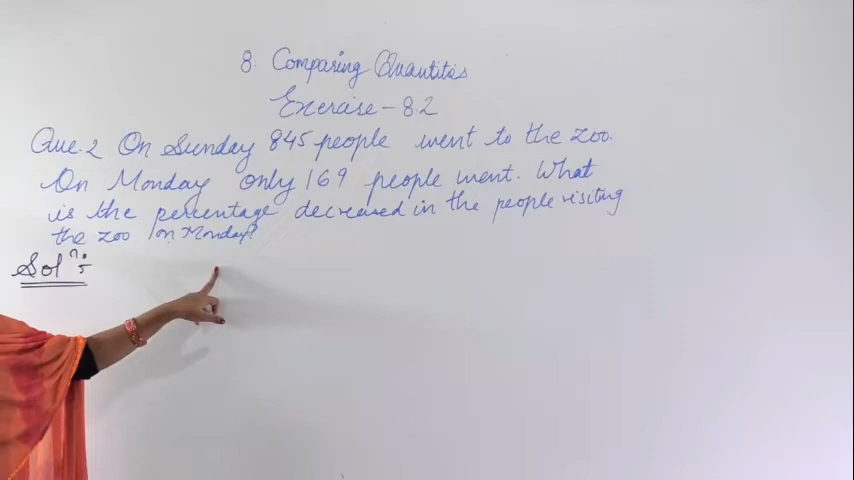 8. Comparing Quantities
Exercise - 8.2
Que.2 On Sunday 845 people went to the zoo.
On Monday only 169 people went. What
is the percentage decreased in the people visiting
the zoo on Monday?
Solⁿ:-